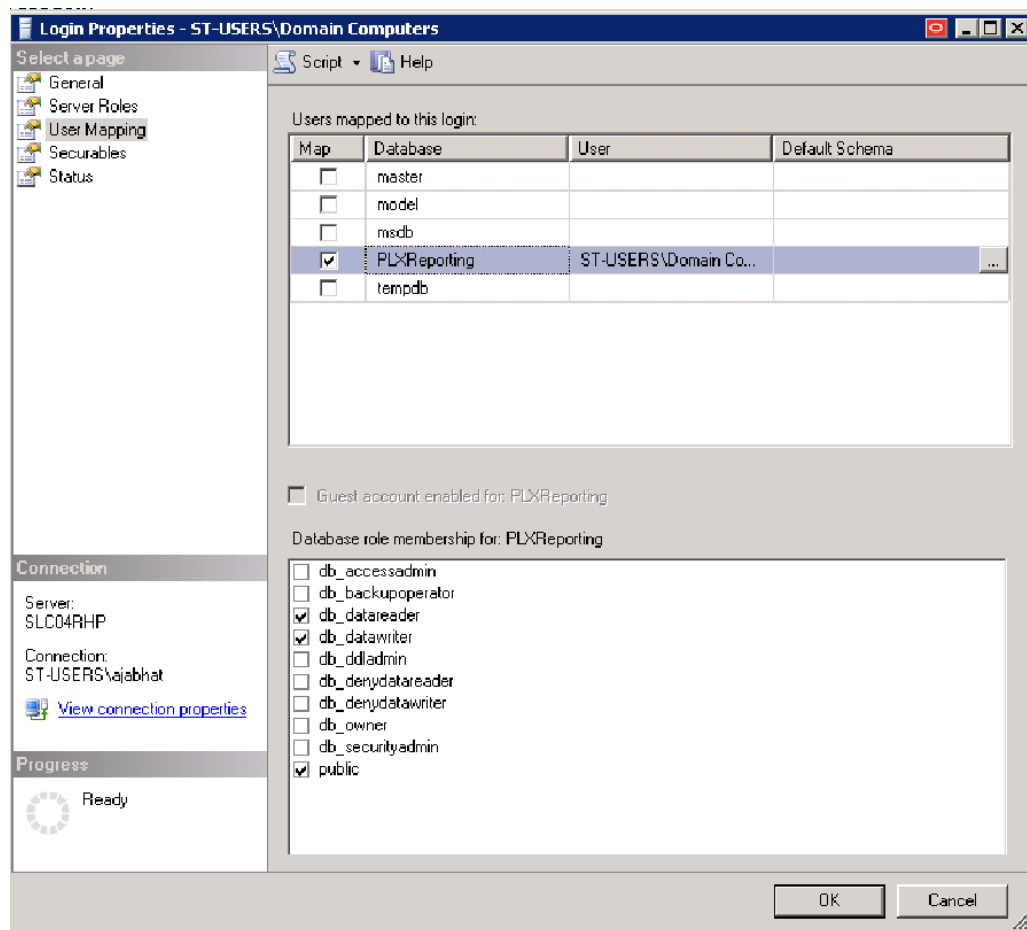 Login Properties - ST-USERS\Domain Computers
Select a page
General
Server Roles
User Mapping
Securables
Status
Script
Help
Users mapped to this login:
Map Database User Default Schema
master
model
msdb
PLXReporting ST-USERS\Domain Co... ...
tempdb
Guest account enabled for: PLXReporting
Database role membership for: PLXReporting
db_accessadmin
db_backupoperator
db_datareader
db_datawriter
db_ddladmin
db_denydatareader
db_denydatawriter
db_owner
db_securityadmin
public
Connection
Server:
SLC04RHP
Connection:
ST-USERS\ajabhat
View connection properties
Progress
Ready
OK
Cancel